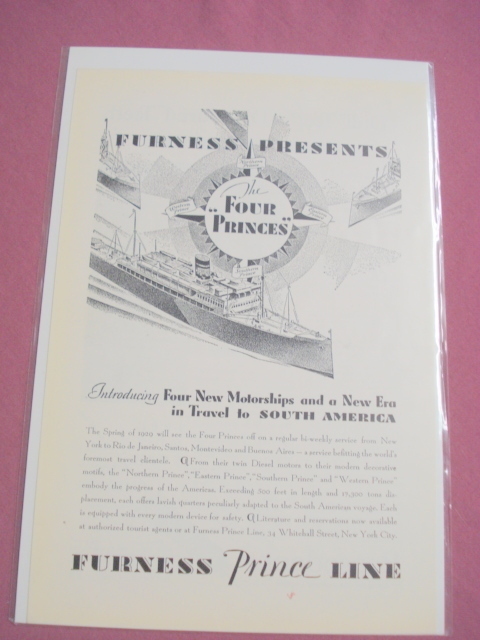 FURNESS PRESENTS
The
"FOUR
PRINCES"
Introducing Four New Motorships and a New Era
in Travel to SOUTH AMERICA
The Spring of 1929 will see the Four Princes off on a regular bi-weekly service from New
York to Rio de Janeiro, Santos, Montevideo and Buenos Aires—a service befitting the world's
foremost travel clientele. From their twin Diesel motors to their modern decorative
motifs, the "Northern Prince", "Eastern Prince", "Southern Prince" and "Western Prince"
embody the progress of the Americas. Exceeding 500 feet in length and tons dis-
placement, each offers lavish quarters peculiarly adapted to the South American voyage. Each
is equipped with every modern device for safety. Literature and reservations now available
at authorized tourist agents or at Furness Prince Line, 34 Whitehall Street, New York City.
FURNESS Prince LINE